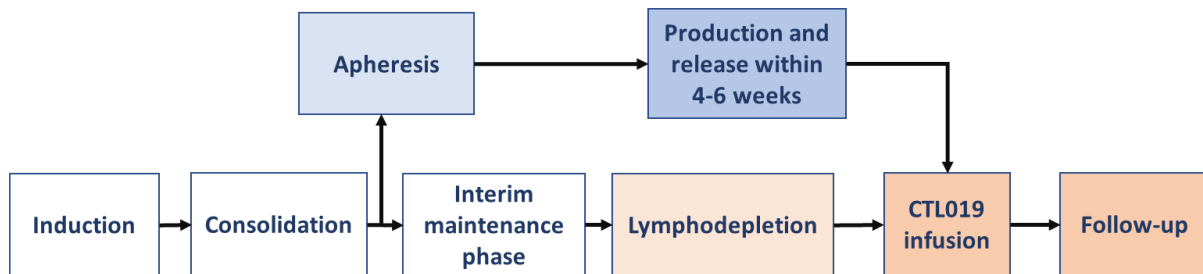 Apheresis
Production and
release within
4-6 weeks
Induction
Consolidation
Interim
maintenance
phase
Lymphodepletion
CTL019
infusion
Follow-up